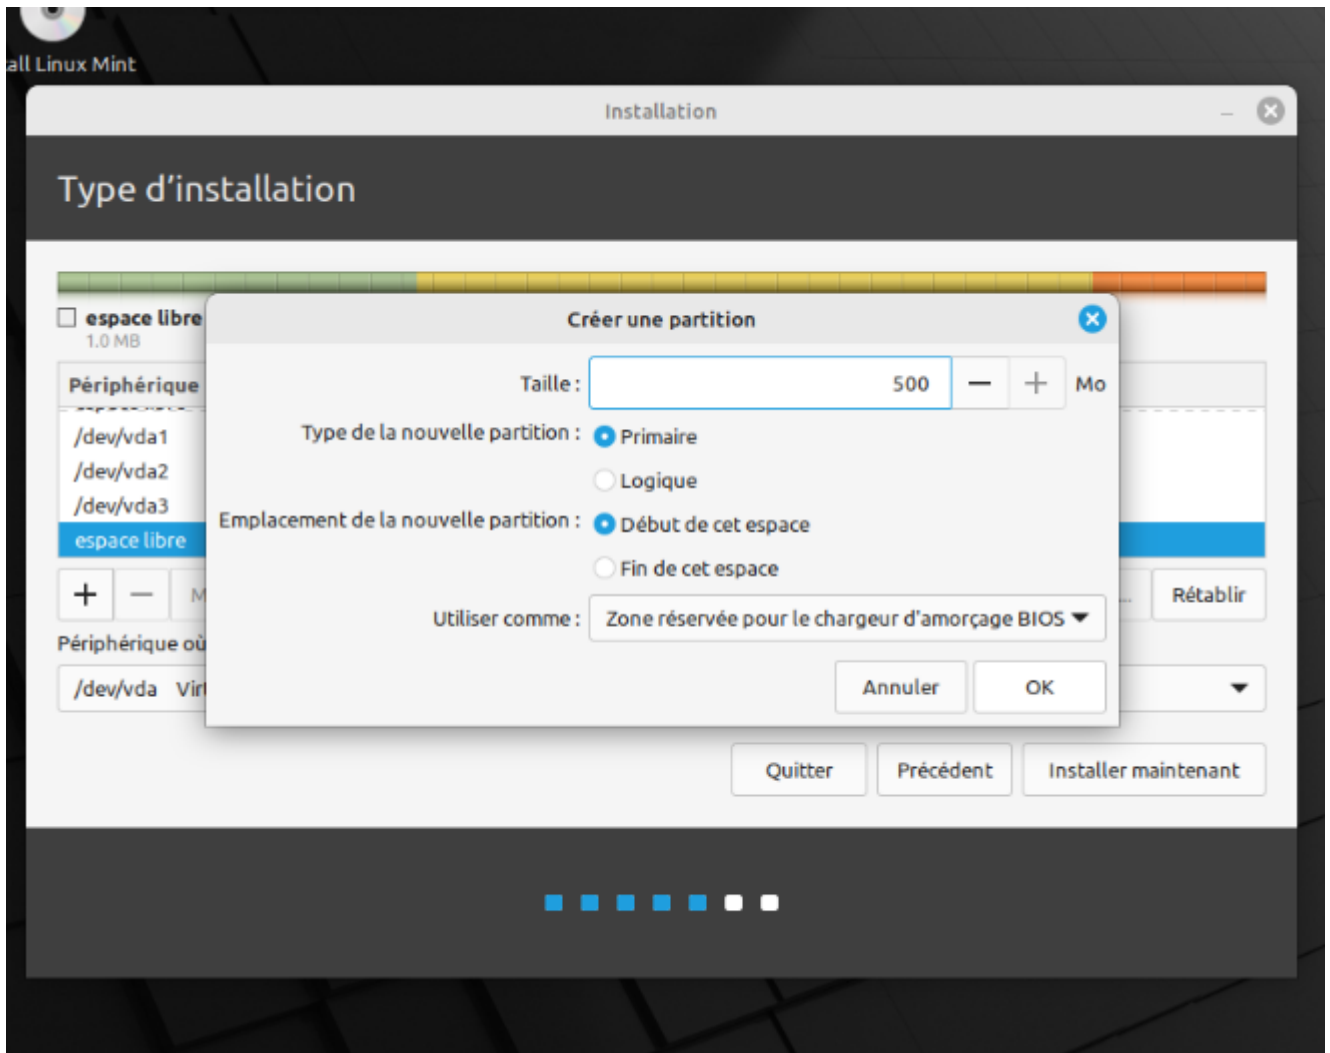 all Linux Mint
Installation
Type d'installation
espace libre
1.0 MB
Créer une partition
Taille : 500 Mo
Type de la nouvelle partition : Primaire
Logique
Emplacement de la nouvelle partition : Début de cet espace
Fin de cet espace
Utiliser comme : Zone réservée pour le chargeur d'amorçage BIOS
Annuler OK
Périphérique
/dev/vda1
/dev/vda2
/dev/vda3
espace libre
+ − M ... Rétablir
Périphérique où
/dev/vda Virt
Quitter Précédent Installer maintenant